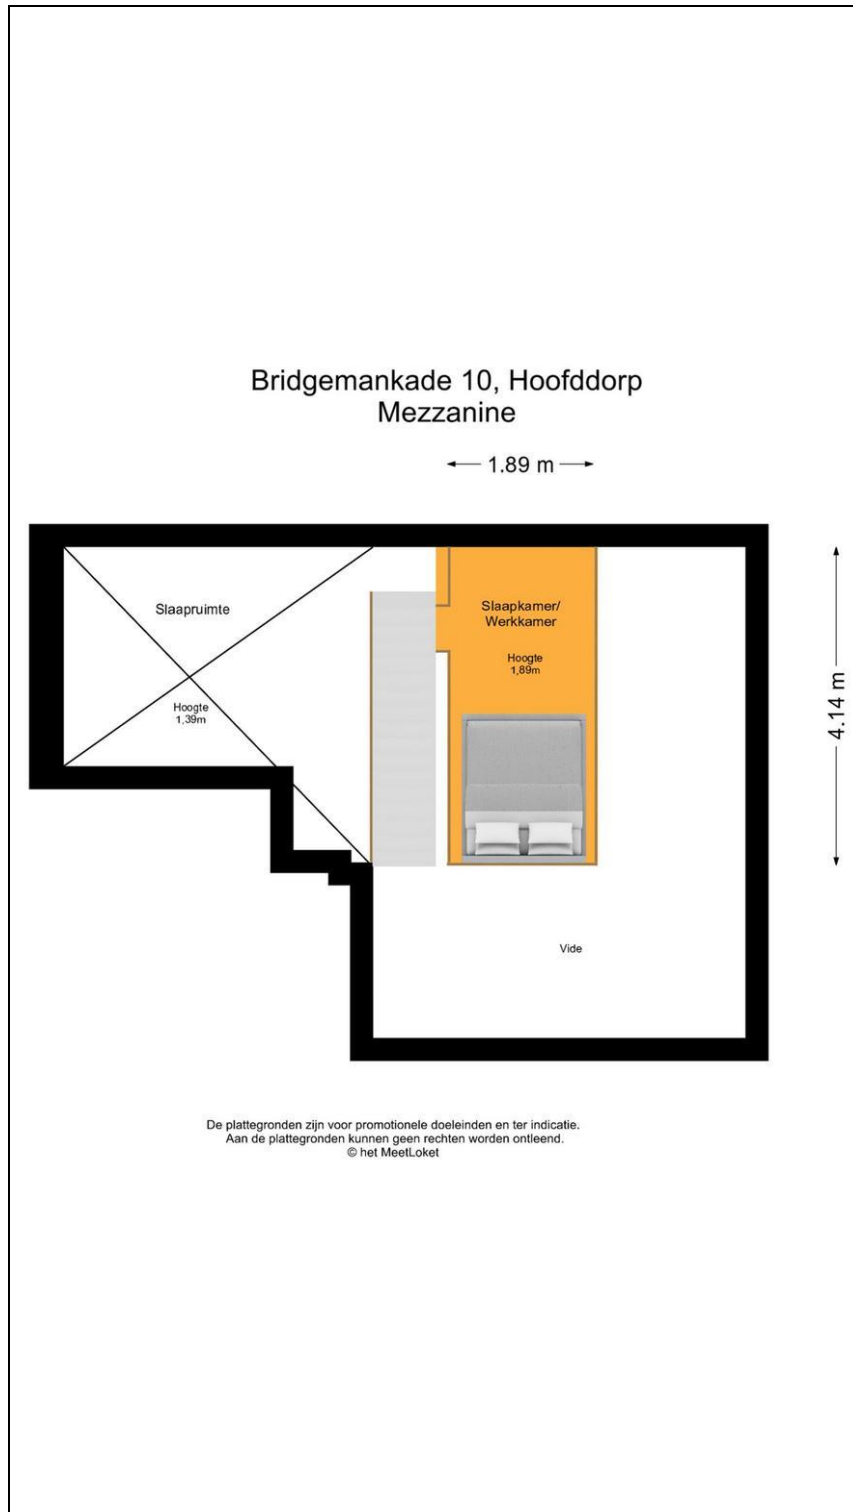 Bridgemankade 10, Hoofddorp
Mezzanine
1.89 m
Slaapruimte
Slaapkamer/
Werkkamer
Hoogte
1,89m
Hoogte
1,39m
4.14 m
Vide
De plattegronden zijn voor promotionele doeleinden en ter indicatie.
Aan de plattegronden kunnen geen rechten worden ontleend.
© het MeetLoket